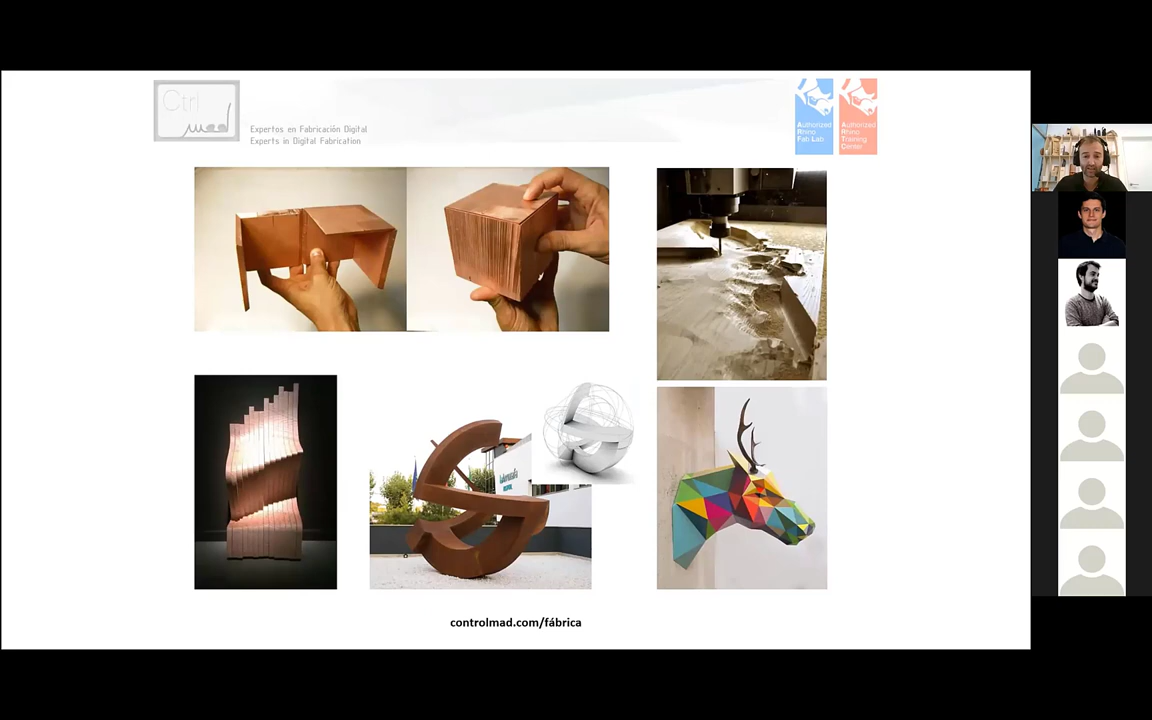 Ctrl
mad
Expertos en Fabricación Digital
Experts in Digital Fabrication
Authorized
Rhino
Fab Lab
Authorized
Rhino
Training
Center
controlmad.com/fábrica